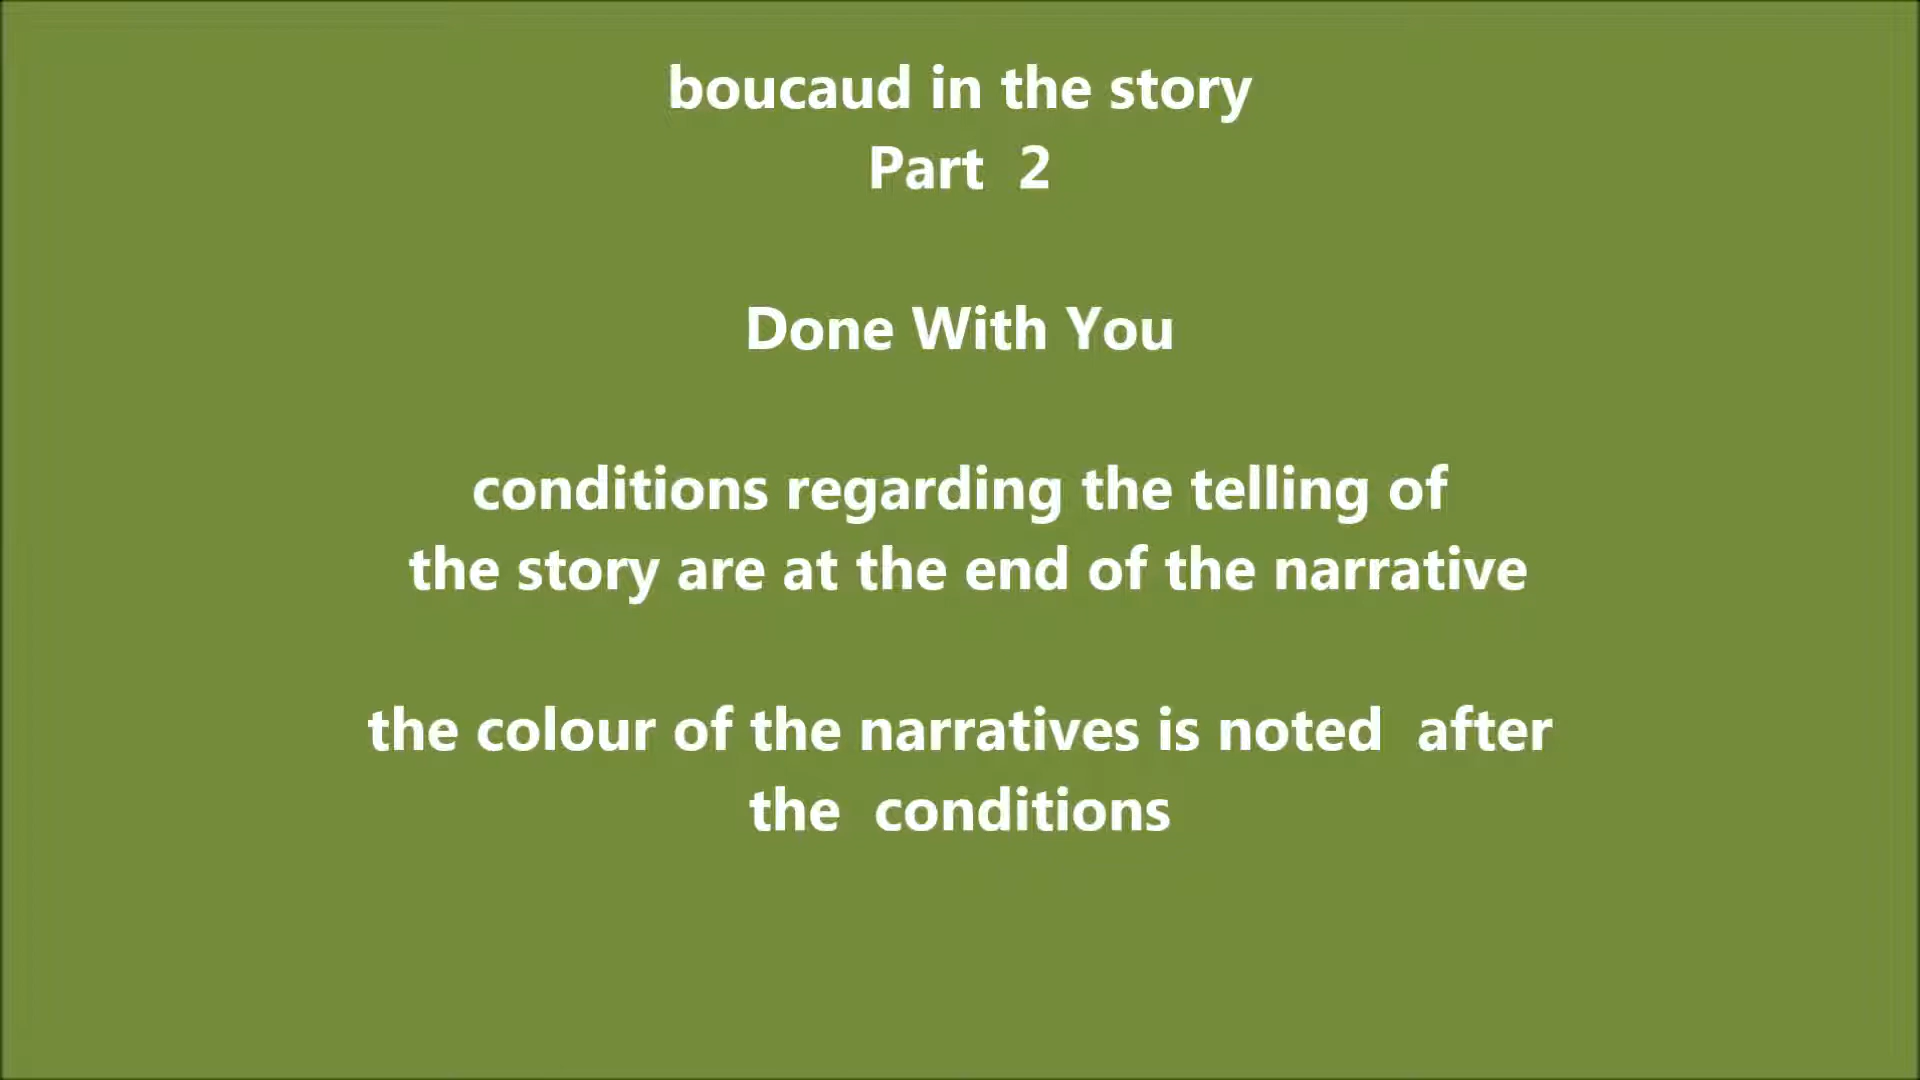 boucaud in the story
Part  2
Done With You
conditions regarding the telling of
the story are at the end of the narrative
the colour of the narratives is noted  after
the  conditions